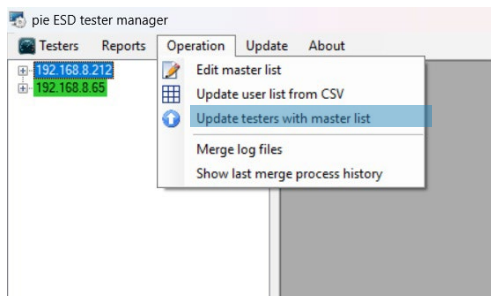 pie ESD tester manager
Testers Reports Operation Update About
192.168.8.212
192.168.8.65
Edit master list
Update user list from CSV
Update testers with master list
Merge log files
Show last merge process history